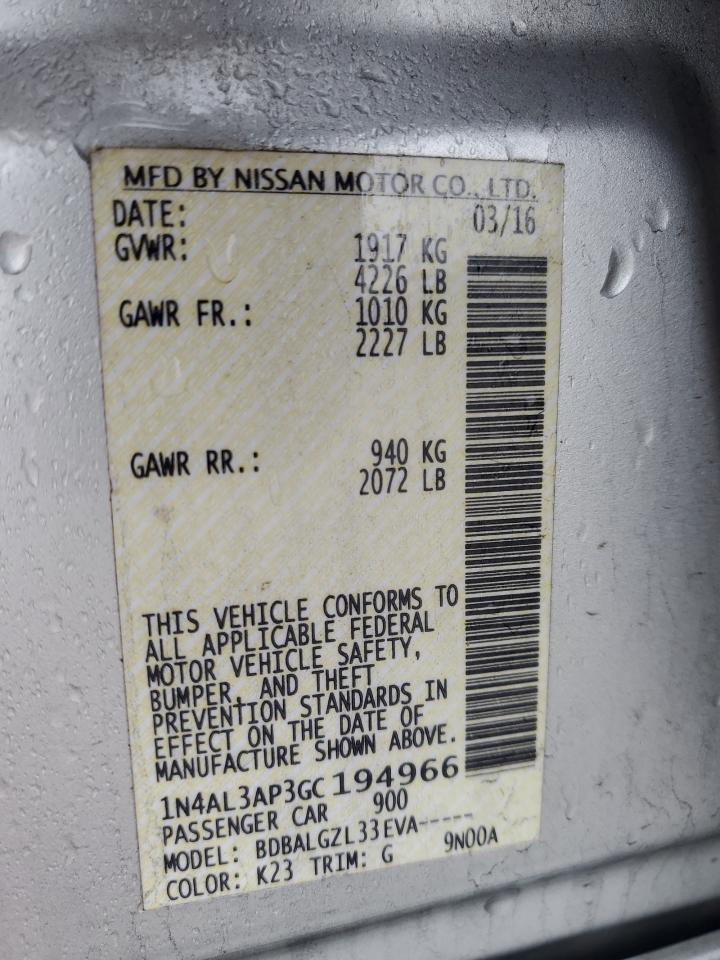 MFD BY NISSAN MOTOR CO., LTD.
DATE: 03/16
GVWR: 1917 KG
4226 LB
GAWR FR.: 1010 KG
2227 LB
GAWR RR.: 940 KG
2072 LB
THIS VEHICLE CONFORMS TO
ALL APPLICABLE FEDERAL
MOTOR VEHICLE SAFETY,
BUMPER, AND THEFT
PREVENTION STANDARDS IN
EFFECT ON THE DATE OF
MANUFACTURE SHOWN ABOVE.
1N4AL3AP3GC194966
PASSENGER CAR 900
MODEL: BDBALGZL33EVA-----
COLOR: K23 TRIM: G 9N00A